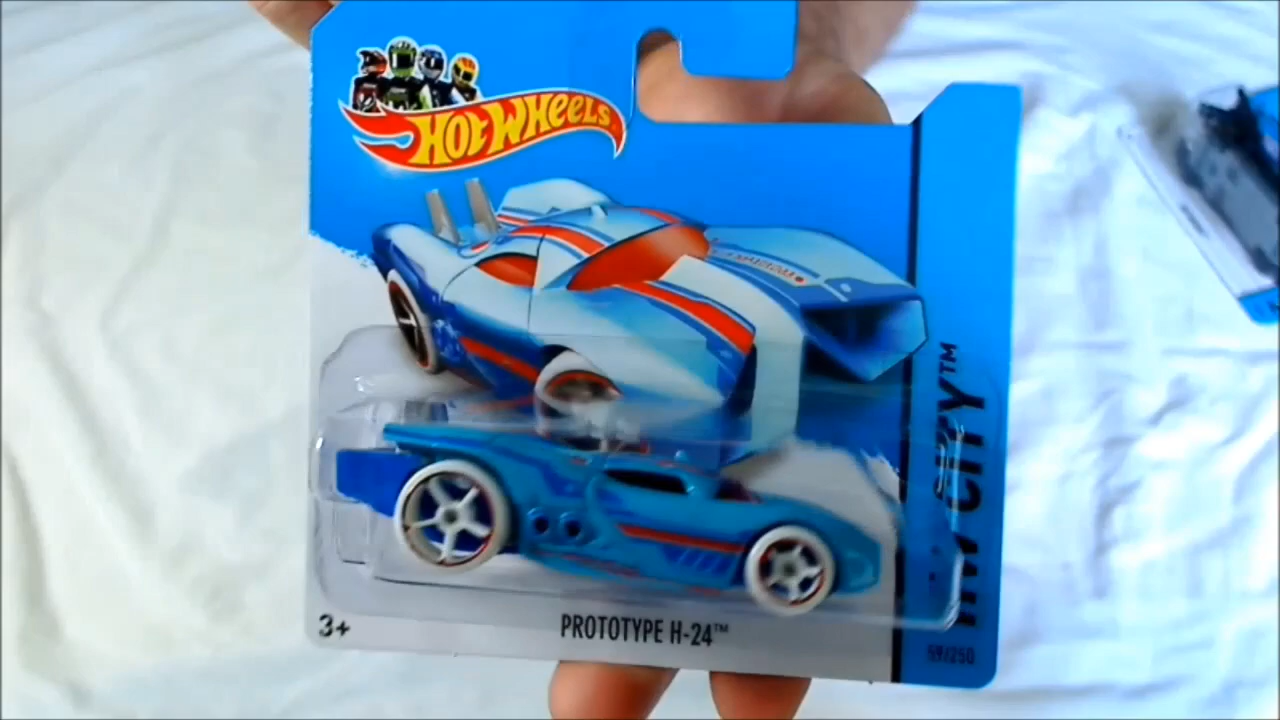 HOT WHEELS
HW CITY™
3+
PROTOTYPE H-24™
59/250